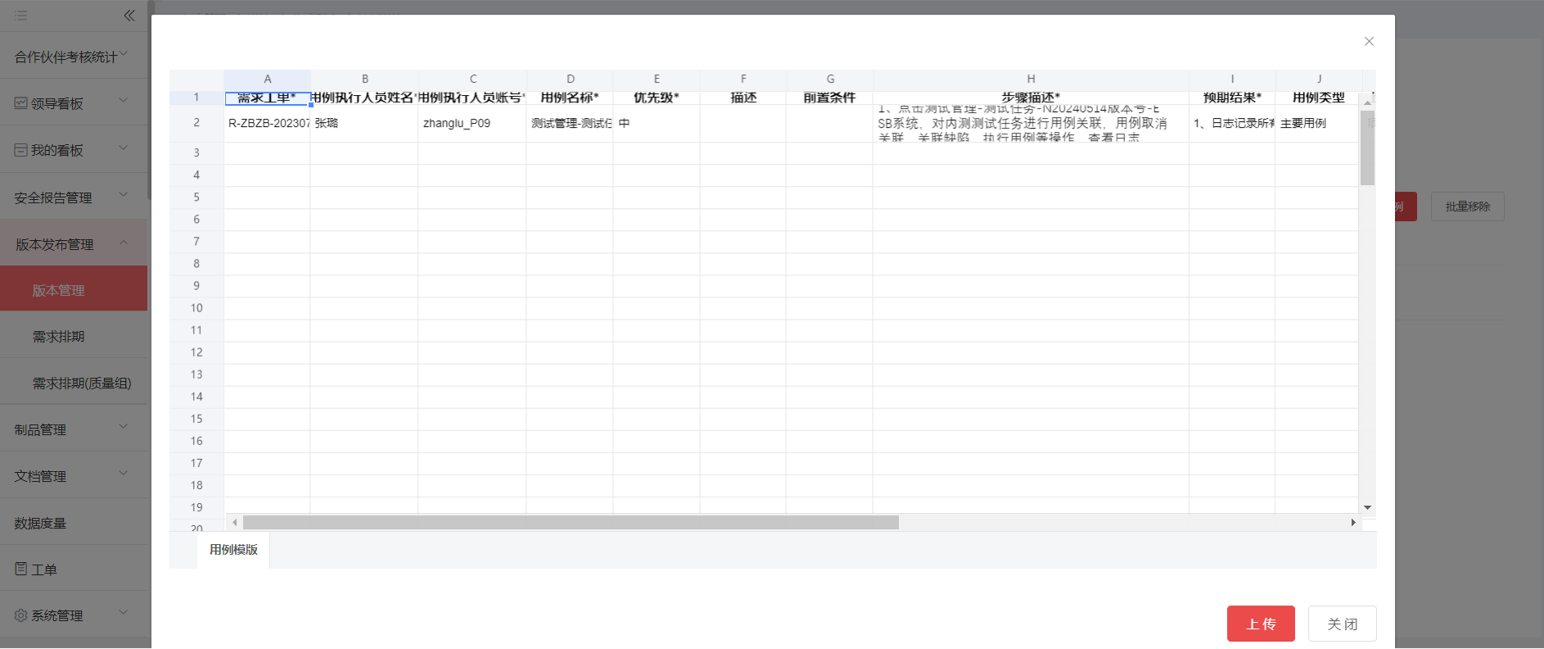 合作伙伴考核统计
领导看板
我的看板
安全报告管理
版本发布管理
版本管理
需求排期
需求排期(质量组)
制品管理
文档管理
数据度量
工单
系统管理
A B C D E F G H I J
1 需求工单* 用例执行人员姓名* 用例执行人员账号* 用例名称* 优先级* 描述 前置条件 步骤描述* 预期结果* 用例类型
2 R-ZBZB-202307 张璐 zhanglu_P09 测试管理-测试任 中 1、点击测试管理-测试任务-N20240514版本号-E
SB系统，对内测测试任务进行用例关联，用例取消
关联，关联缺陷，执行用例等操作，查看日志
1、日志记录所有 主要用例
3
4
5
6
7
8
9
10
11
12
13
14
15
16
17
18
19
20
用例模版
上传 关闭
例 批量移除